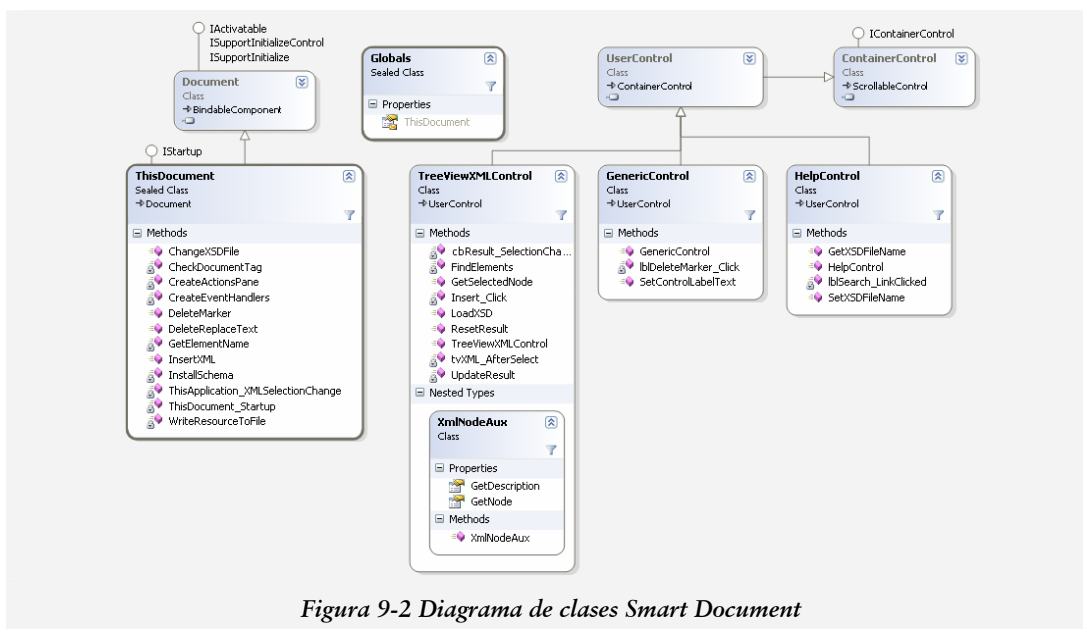 IActivatable
ISupportInitializeControl
ISupportInitialize
Document
Class
BindableComponent
IStartup
ThisDocument
Sealed Class
Document
Methods
ChangeXSDFile
CheckDocumentTag
CreateActionsPane
CreateEventHandlers
DeleteMarker
DeleteReplaceText
GetElementName
InsertXML
InstallSchema
ThisApplication_XMLSelectionChange
ThisDocument_Startup
WriteResourceToFile
Globals
Sealed Class
Properties
ThisDocument
UserControl
Class
ContainerControl
IContainerControl
ContainerControl
Class
ScrollableControl
TreeViewXMLControl
Class
UserControl
Methods
cbResult_SelectionCha...
FindElements
GetSelectedNode
Insert_Click
LoadXSD
ResetResult
TreeViewXMLControl
tvXML_AfterSelect
UpdateResult
Nested Types
XmlNodeAux
Class
Properties
GetDescription
GetNode
Methods
XmlNodeAux
GenericControl
Class
UserControl
Methods
GenericControl
lblDeleteMarker_Click
SetControlLabelText
HelpControl
Class
UserControl
Methods
GetXSDFileName
HelpControl
lblSearch_LinkClicked
SetXSDFileName
Figura 9-2 Diagrama de clases Smart Document